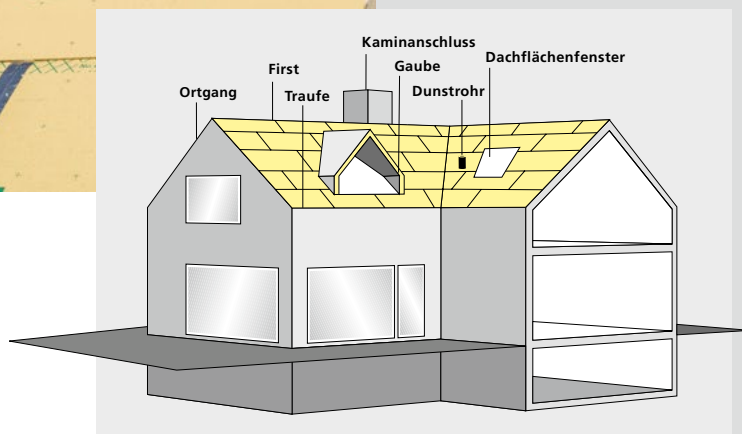 Kaminanschluss
Dachflächenfenster
Gaube
First
Dunstrohr
Ortgang
Traufe